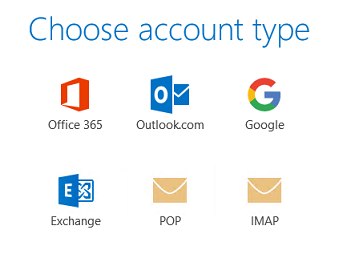 Choose account type
Office 365
Outlook.com
Google
Exchange
POP
IMAP